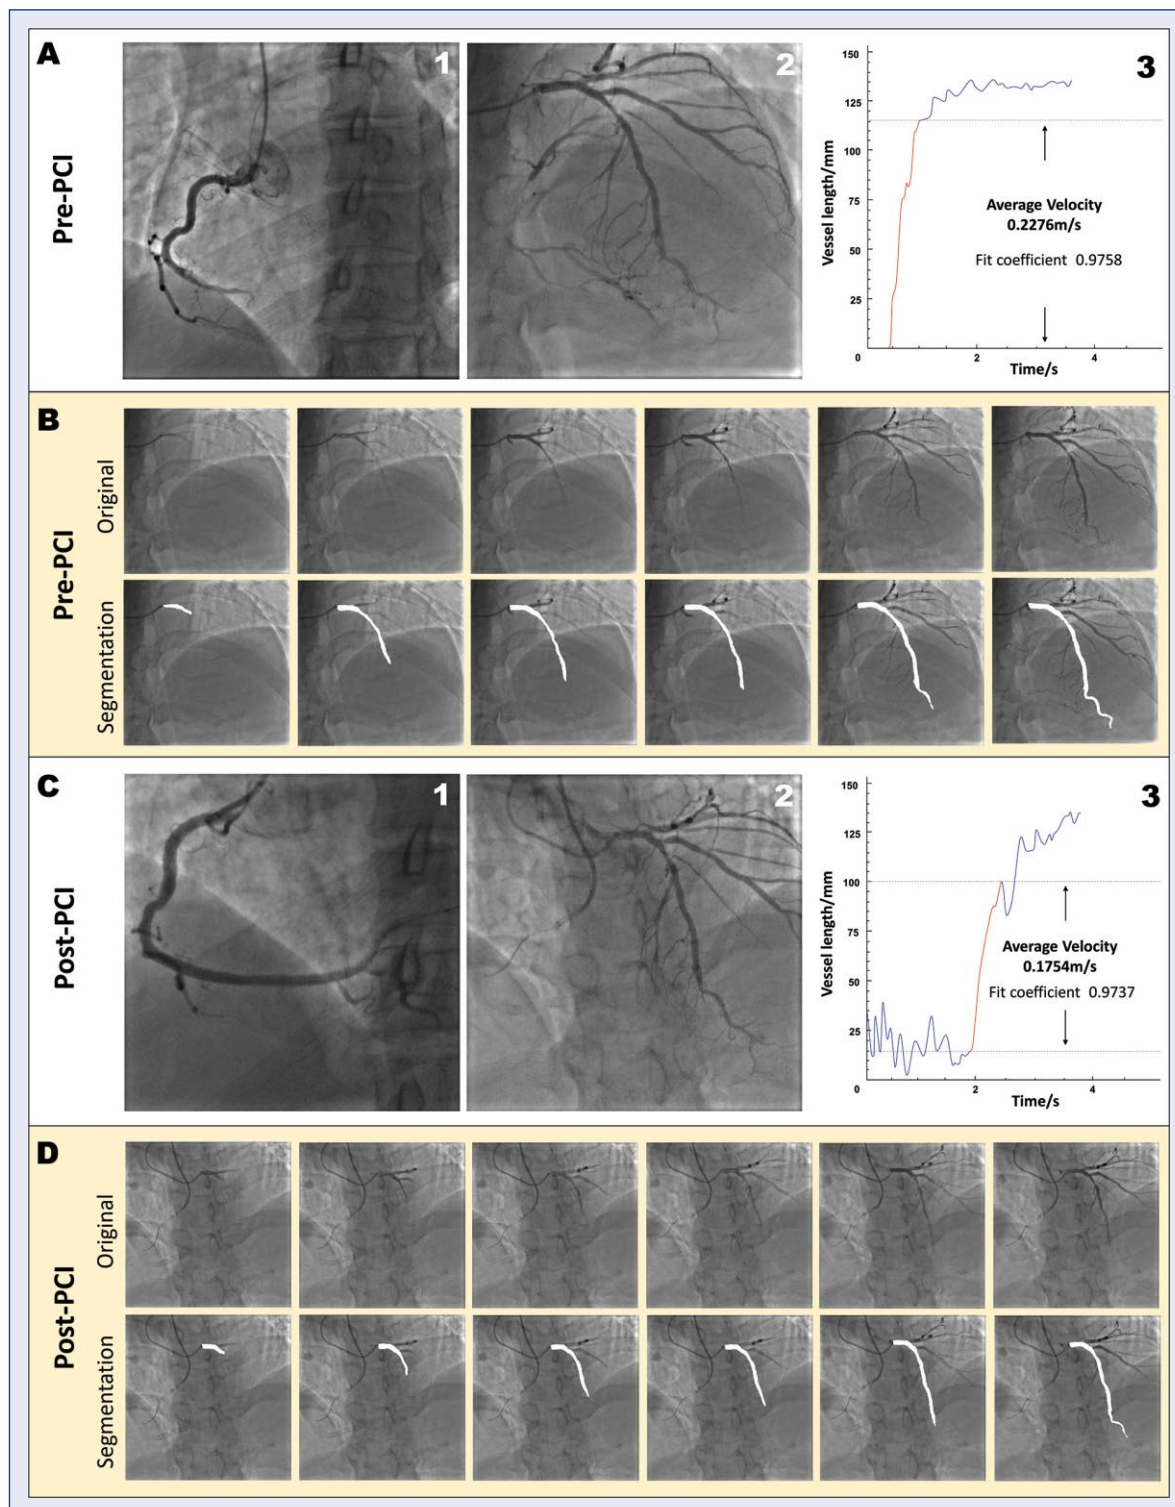 A
Pre-PCI
1
2
3
150
125
100
75
50
25
0
2
4
Vessel length/mm
Time/s
Average Velocity
0.2276m/s
Fit coefficient 0.9758
B
Pre-PCI
Original
Segmentation
C
Post-PCI
1
2
3
150
125
100
75
50
25
0
2
4
Vessel length/mm
Time/s
Average Velocity
0.1754m/s
Fit coefficient 0.9737
D
Post-PCI
Original
Segmentation